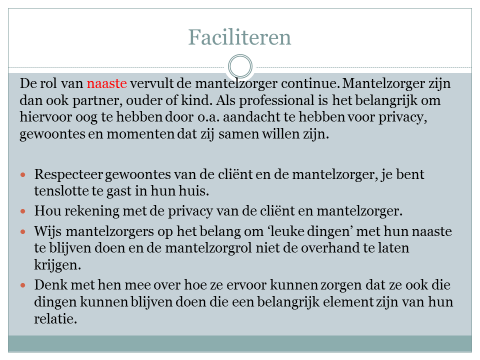 Faciliteren
De rol van naaste vervult de mantelzorger continue. Mantelzorger zijn
dan ook partner, ouder of kind. Als professional is het belangrijk om
hiervoor oog te hebben door o.a. aandacht te hebben voor privacy,
gewoontes en momenten dat zij samen willen zijn.
• Respecteer gewoontes van de cliënt en de mantelzorger, je bent
tenslotte te gast in hun huis.
• Hou rekening met de privacy van de cliënt en mantelzorger.
• Wijs mantelzorgers op het belang om ‘leuke dingen’ met hun naaste
te blijven doen en de mantelzorgrol niet de overhand te laten
krijgen.
• Denk met hen mee over hoe ze ervoor kunnen zorgen dat ze ook die
dingen kunnen blijven doen die een belangrijk element zijn van hun
relatie.